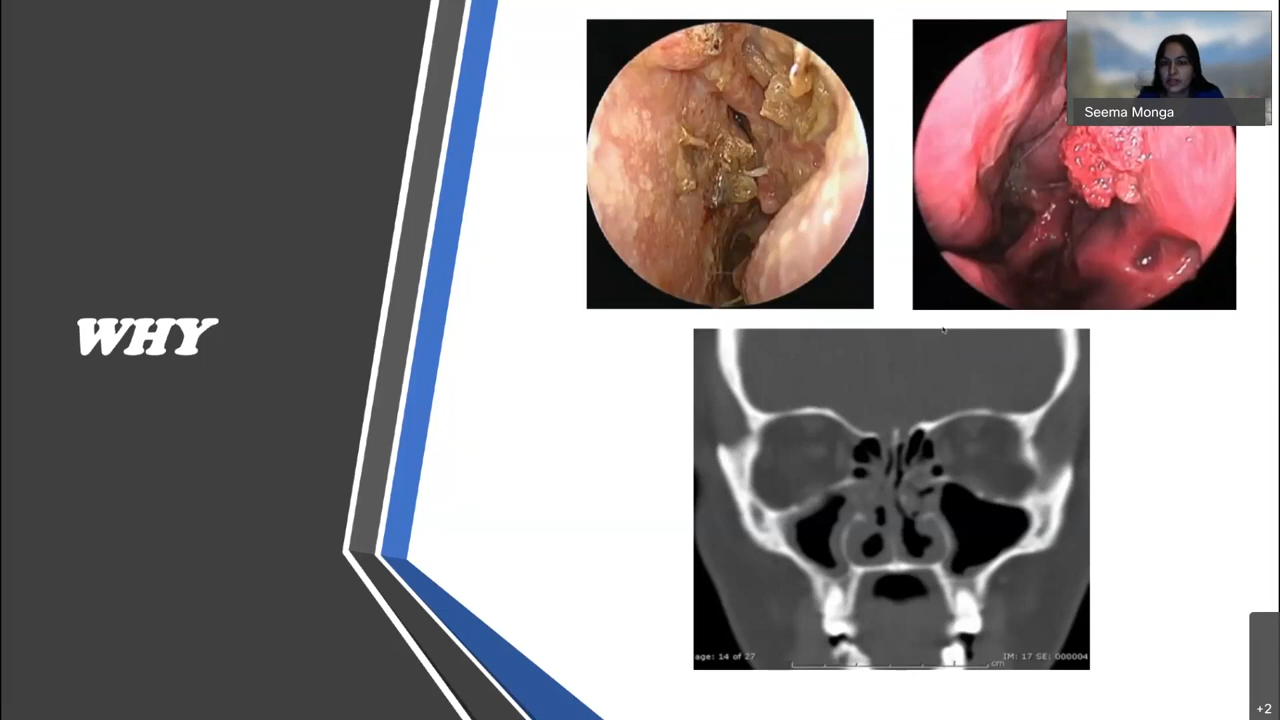 WHY
Seema Monga
age: 14 of 27
IM: 17 SE: 000004
cm
+2